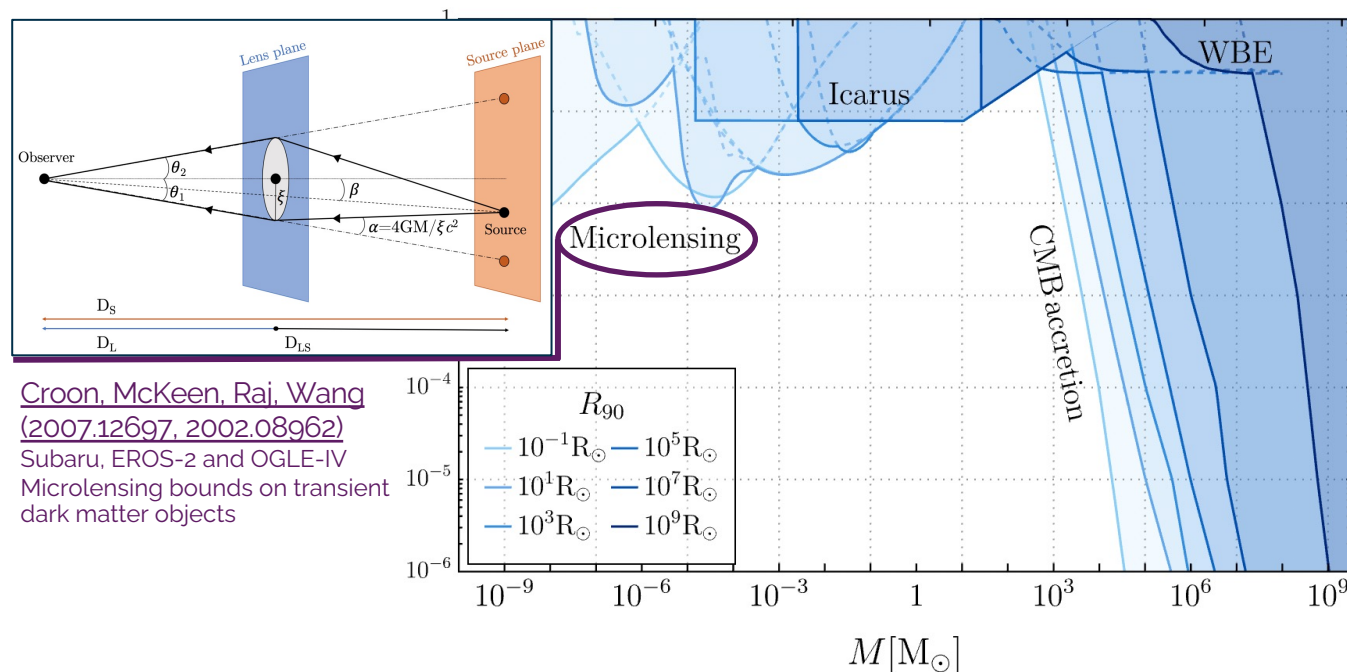 1
Lens plane
Source plane
Observer
θ₂
θ₁
ξ
β
α=4GM/ξc²
Source
D_S
D_L
D_LS
Icarus
WBE
Microlensing
CMB accretion
Croon, McKeen, Raj, Wang
(2007.12697, 2002.08962)
Subaru, EROS-2 and OGLE-IV
Microlensing bounds on transient
dark matter objects
10⁻⁴
10⁻⁵
10⁻⁶
R₉₀
10⁻¹R☉ 10⁵R☉
10¹R☉ 10⁷R☉
10³R☉ 10⁹R☉
10⁻⁹ 10⁻⁶ 10⁻³ 1 10³ 10⁶ 10⁹
M[M☉]